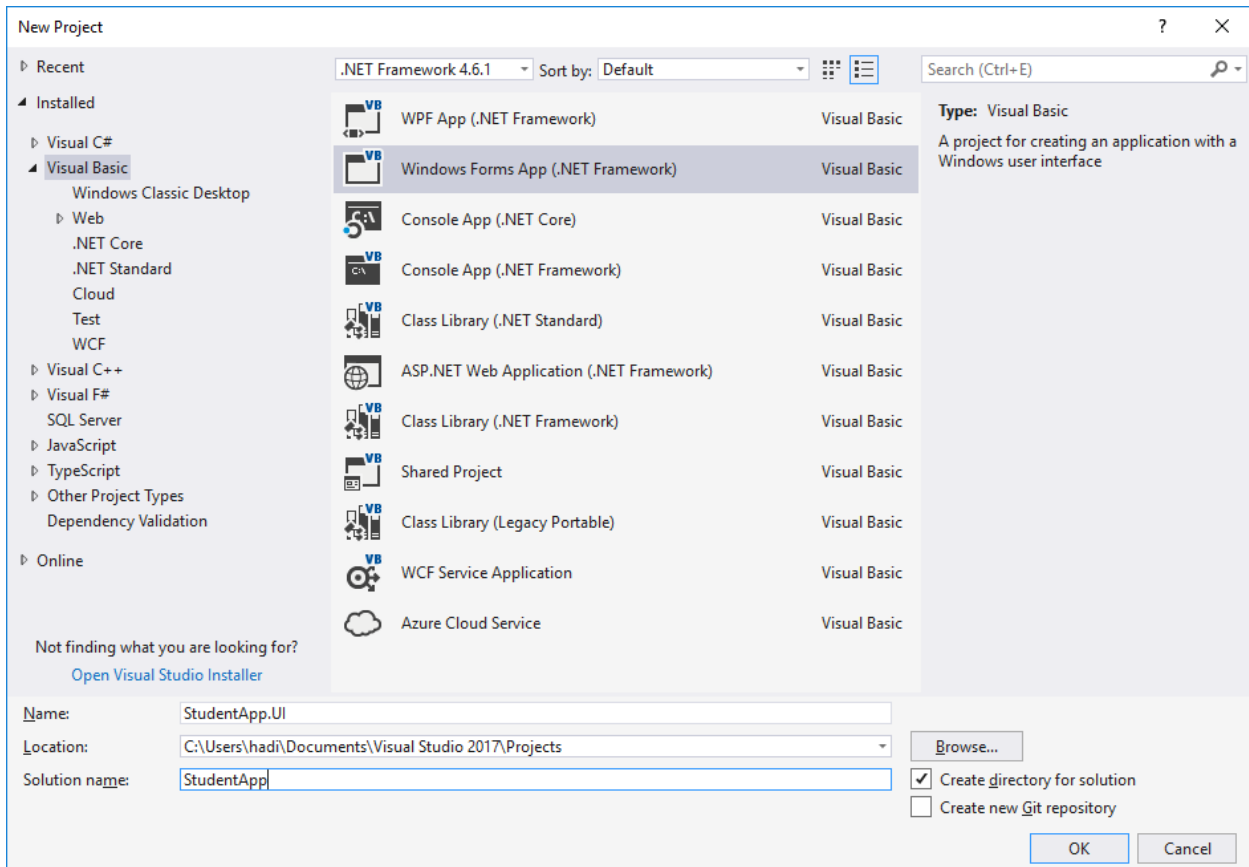 New Project
?
Recent
Installed
Visual C#
Visual Basic
Windows Classic Desktop
Web
.NET Core
.NET Standard
Cloud
Test
WCF
Visual C++
Visual F#
SQL Server
JavaScript
TypeScript
Other Project Types
Dependency Validation
Online
Not finding what you are looking for?
Open Visual Studio Installer
.NET Framework 4.6.1 Sort by: Default
VB WPF App (.NET Framework) Visual Basic
VB Windows Forms App (.NET Framework) Visual Basic
C:\ Console App (.NET Core) Visual Basic
VB C:\ Console App (.NET Framework) Visual Basic
VB Class Library (.NET Standard) Visual Basic
ASP.NET Web Application (.NET Framework) Visual Basic
VB Class Library (.NET Framework) Visual Basic
VB Shared Project Visual Basic
VB Class Library (Legacy Portable) Visual Basic
VB WCF Service Application Visual Basic
Azure Cloud Service Visual Basic
Search (Ctrl+E)
Type: Visual Basic
A project for creating an application with a
Windows user interface
Name: StudentApp.UI
Location: C:\Users\hadi\Documents\Visual Studio 2017\Projects Browse...
Solution name: StudentApp
Create directory for solution
Create new Git repository
OK Cancel